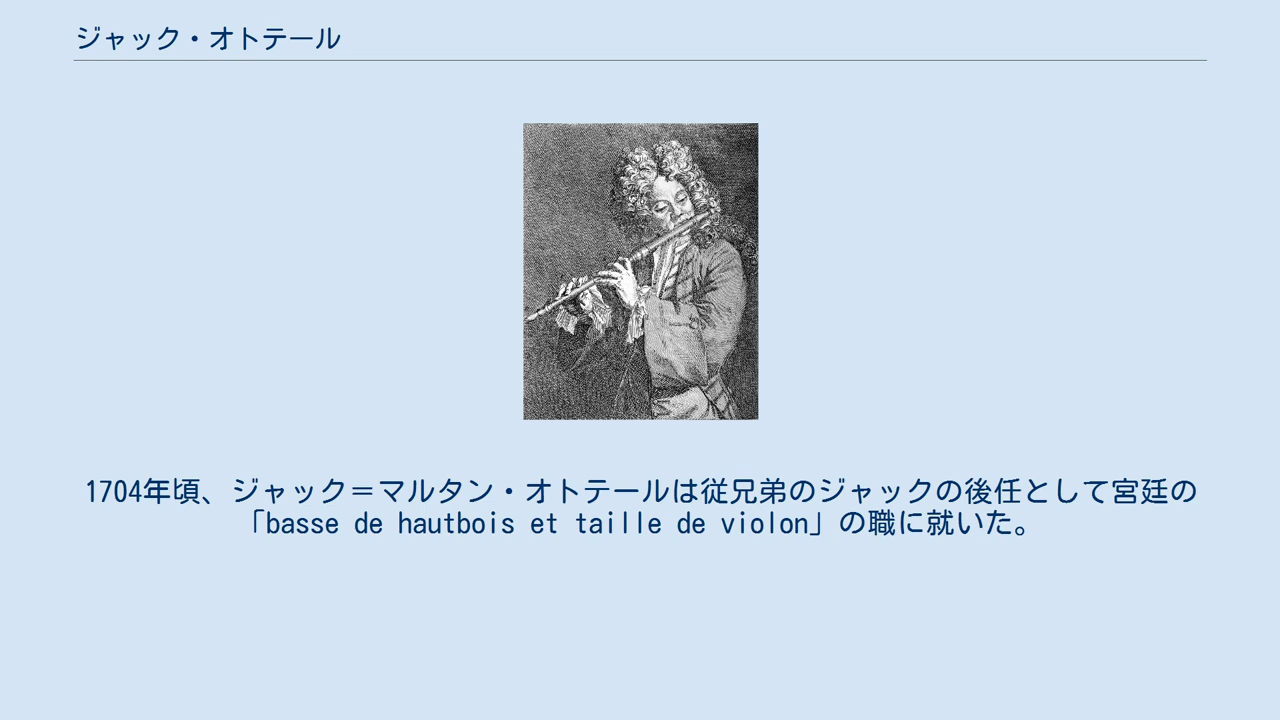 ジャック・オトテール
1704年頃、ジャック＝マルタン・オトテールは従兄弟のジャックの後任として宮廷の
「basse de hautbois et taille de violon」の職に就いた。